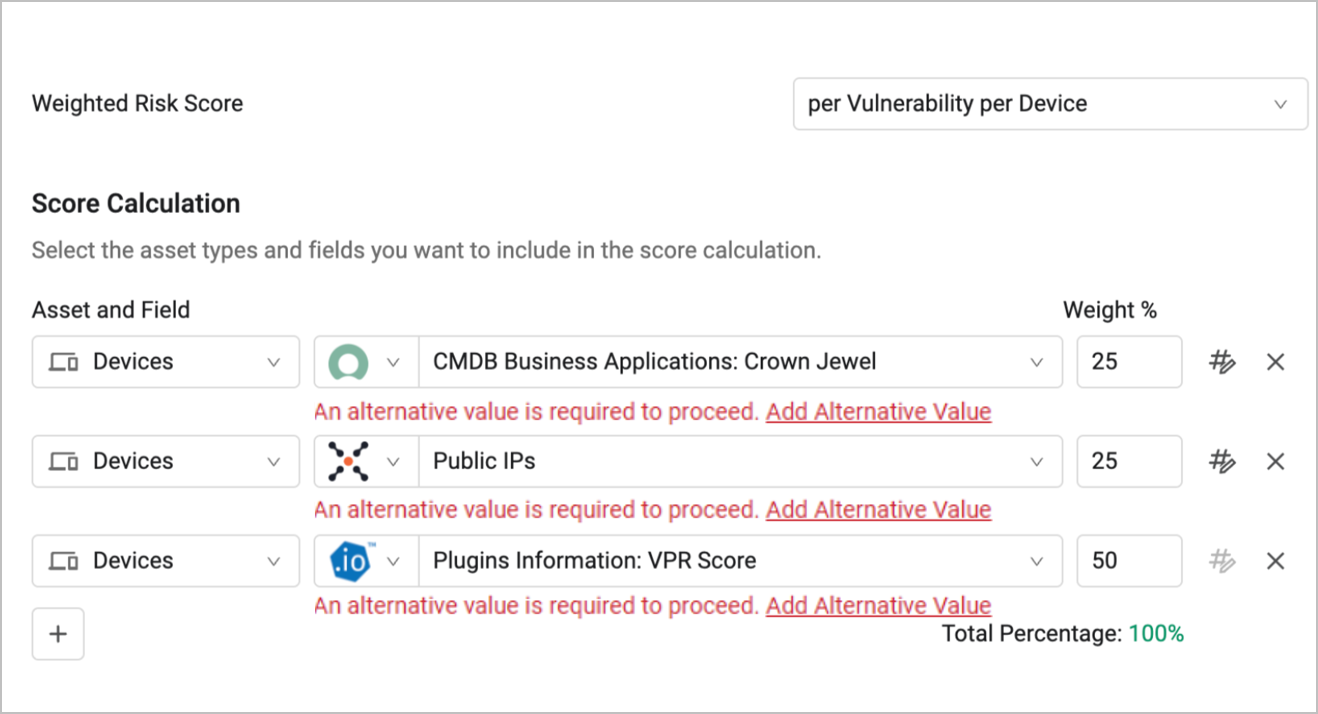 Weighted Risk Score per Vulnerability per Device
Score Calculation
Select the asset types and fields you want to include in the score calculation.
Asset and Field Weight %
Devices CMDB Business Applications: Crown Jewel 25
An alternative value is required to proceed. Add Alternative Value
Devices Public IPs 25
An alternative value is required to proceed. Add Alternative Value
Devices .io™ Plugins Information: VPR Score 50
An alternative value is required to proceed. Add Alternative Value
Total Percentage: 100%